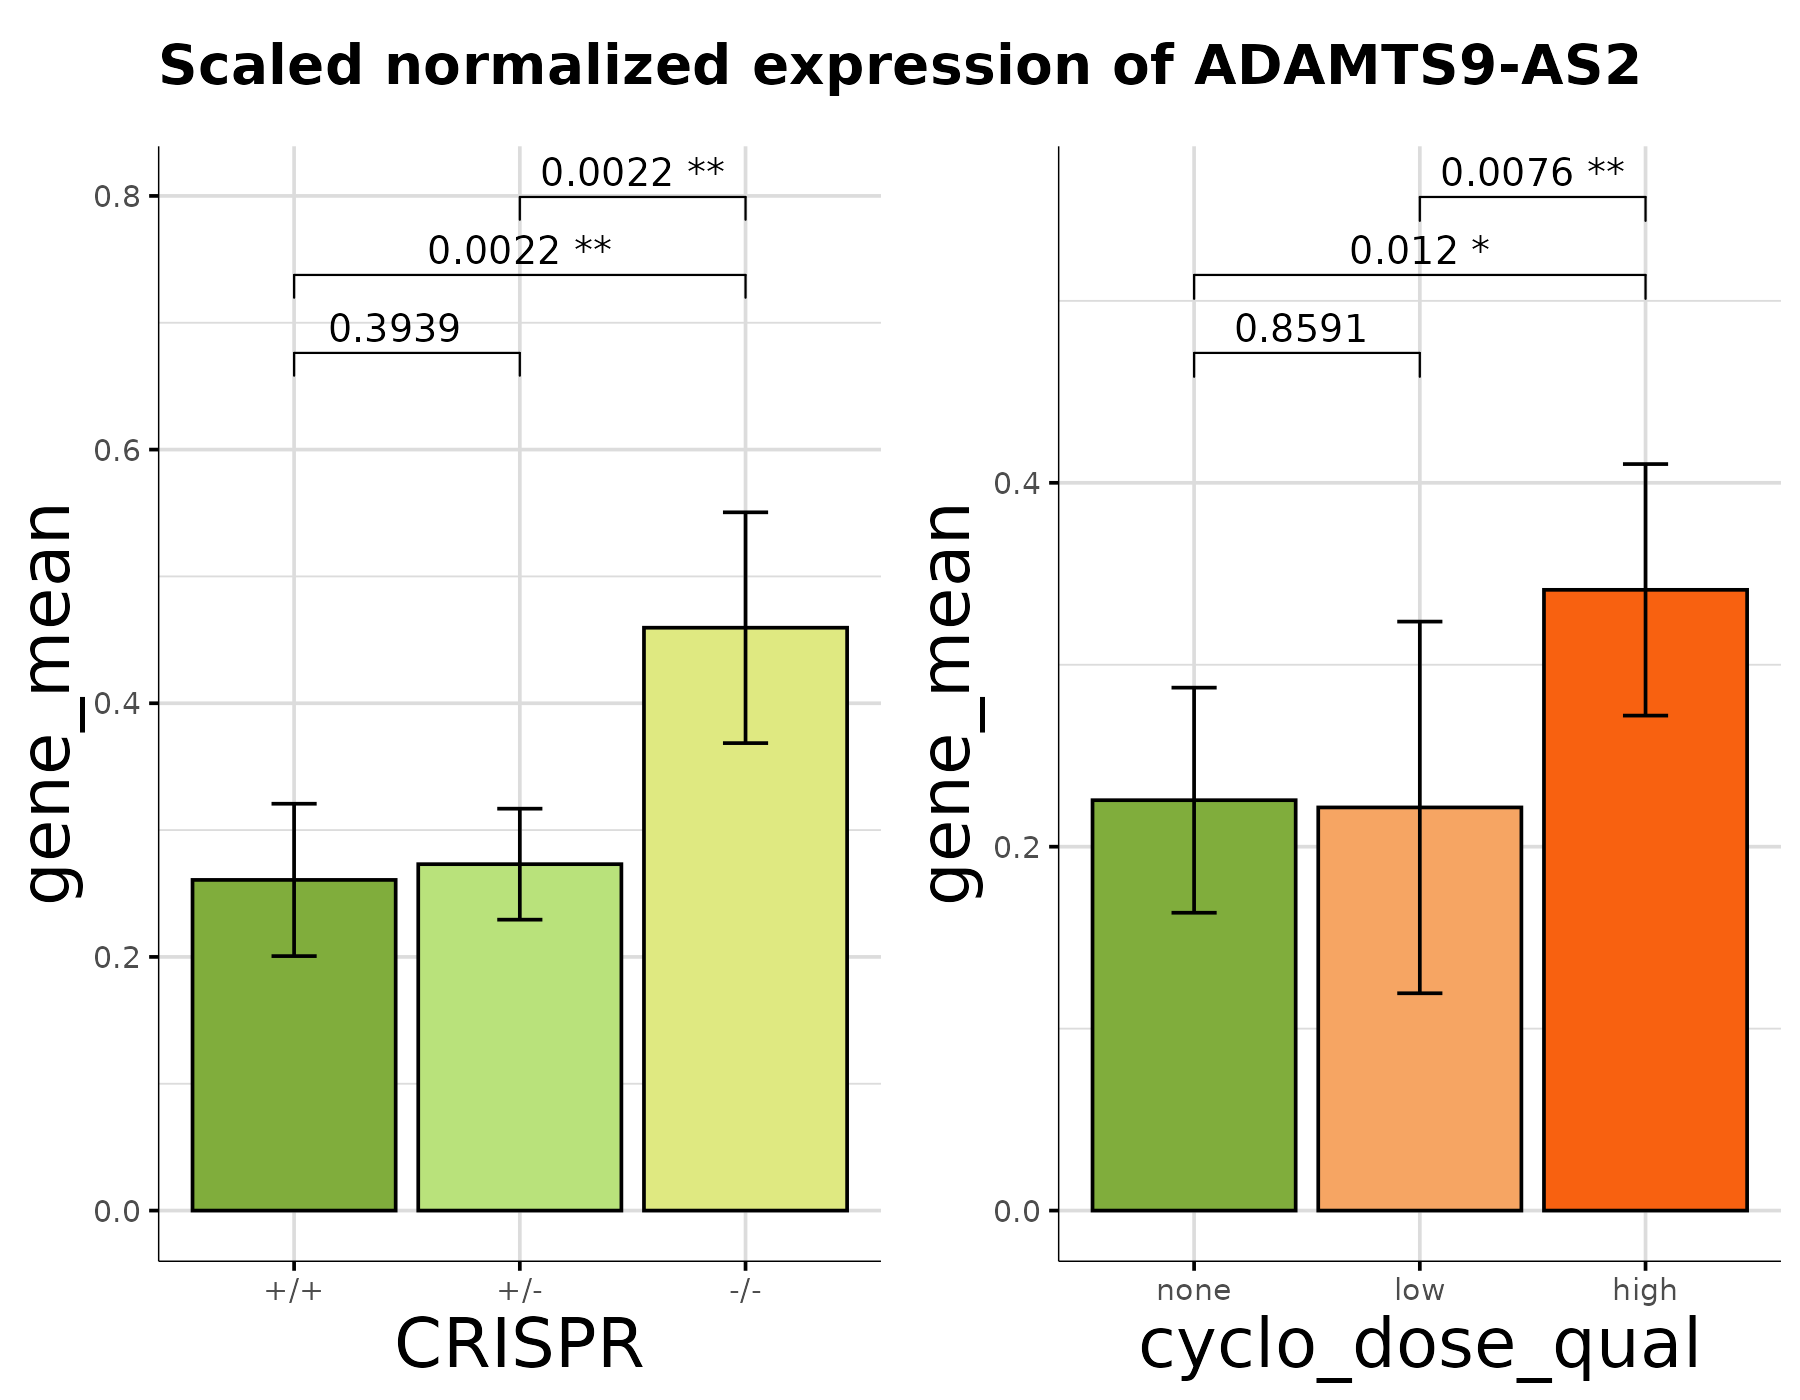 Scaled normalized expression of ADAMTS9-AS2
gene_mean
0.8
0.6
0.4
0.2
0.0
0.0022 **
0.0022 **
0.3939
+/+ +/- -/-
CRISPR
gene_mean
0.4
0.2
0.0
0.0076 **
0.012 *
0.8591
none low high
cyclo_dose_qual